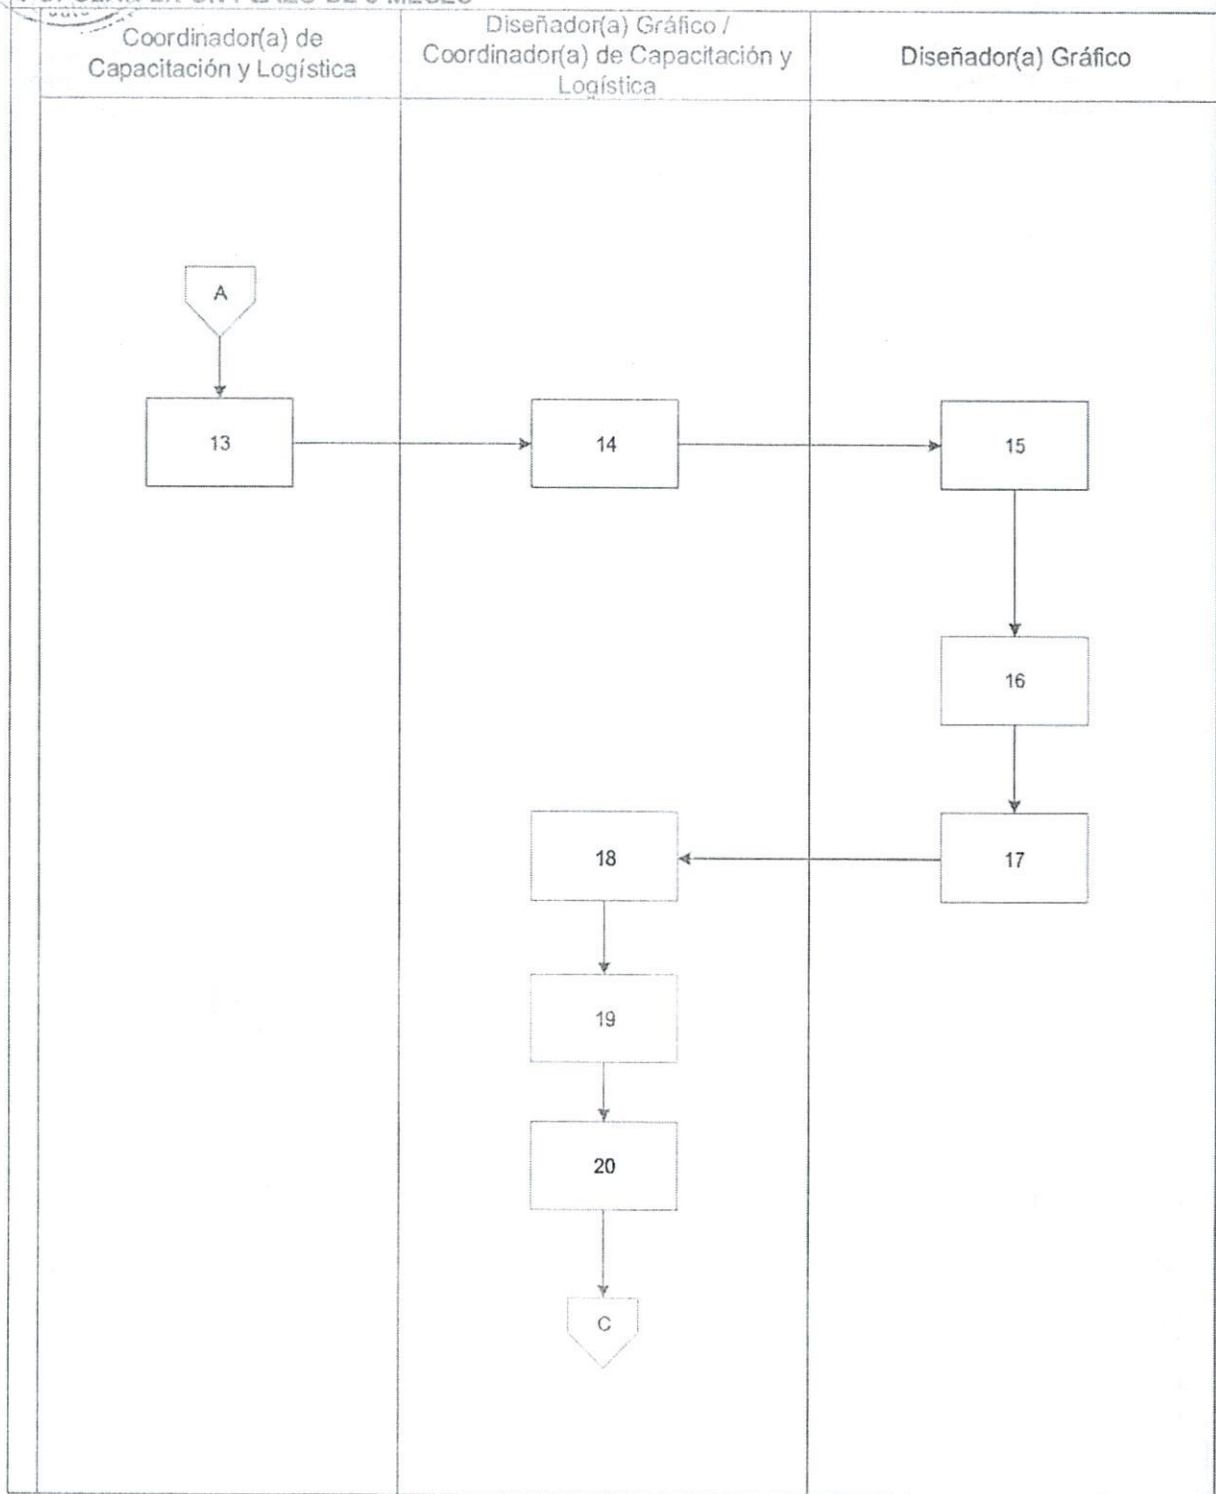 Coordinador(a) de
Capacitación y Logística
Diseñador(a) Gráfico /
Coordinador(a) de Capacitación y
Logística
Diseñador(a) Gráfico
A
13
14
15
16
17
18
19
20
C